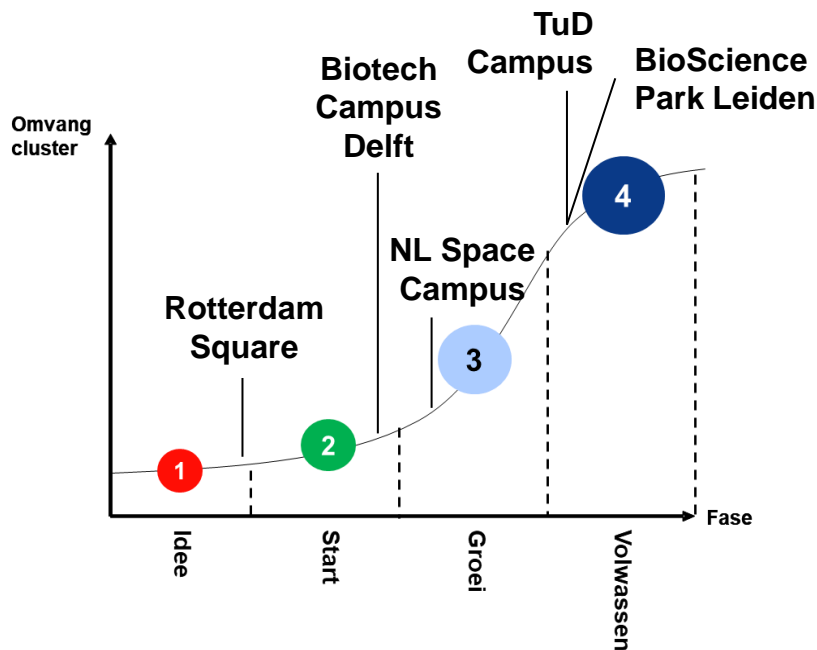 TuD
Campus
BioScience
Park Leiden
Biotech
Campus
Delft
Omvang
cluster
NL Space
Campus
Rotterdam
Square
4
3
2
1
Fase
Idee
Start
Groei
Volwassen